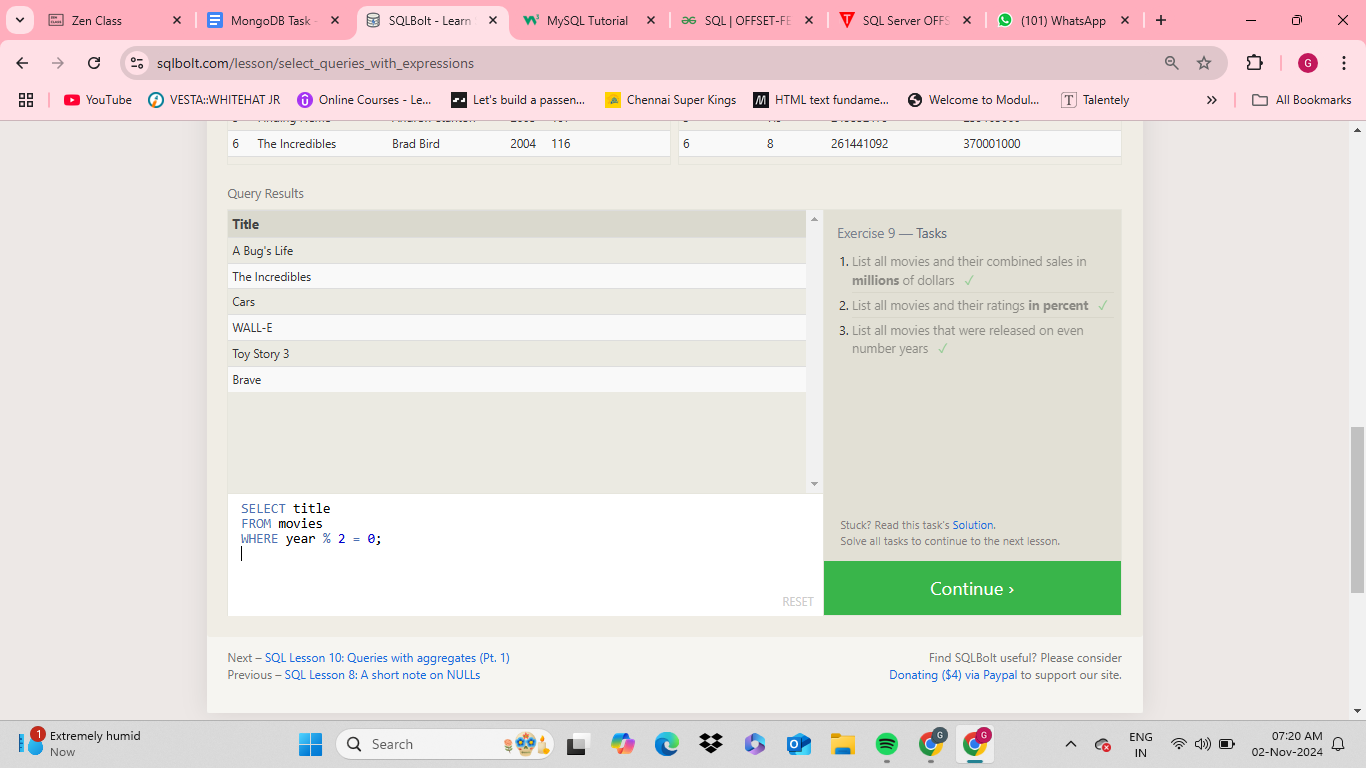 Zen Class
MongoDB Task -
SQLBolt - Learn
MySQL Tutorial
SQL | OFFSET-FE
SQL Server OFFS
(101) WhatsApp
sqlbolt.com/lesson/select_queries_with_expressions
G
YouTube
VESTA::WHITEHAT JR
Online Courses - Le...
Let's build a passen...
Chennai Super Kings
HTML text fundame...
Welcome to Modul...
Talentely
»
All Bookmarks
6 The Incredibles Brad Bird 2004 116
6 8 261441092 370001000
Query Results
Title
A Bug's Life
The Incredibles
Cars
WALL-E
Toy Story 3
Brave
Exercise 9 — Tasks
1. List all movies and their combined sales in
millions of dollars ✓
2. List all movies and their ratings in percent ✓
3. List all movies that were released on even
number years ✓
Stuck? Read this task's Solution.
Solve all tasks to continue to the next lesson.
SELECT title
FROM movies
WHERE year % 2 = 0;
RESET
Continue ›
Next – SQL Lesson 10: Queries with aggregates (Pt. 1)
Previous – SQL Lesson 8: A short note on NULLs
Find SQLBolt useful? Please consider
Donating ($4) via Paypal to support our site.
1
Extremely humid
Now
Search
G
G
ENG
IN
07:20 AM
02-Nov-2024